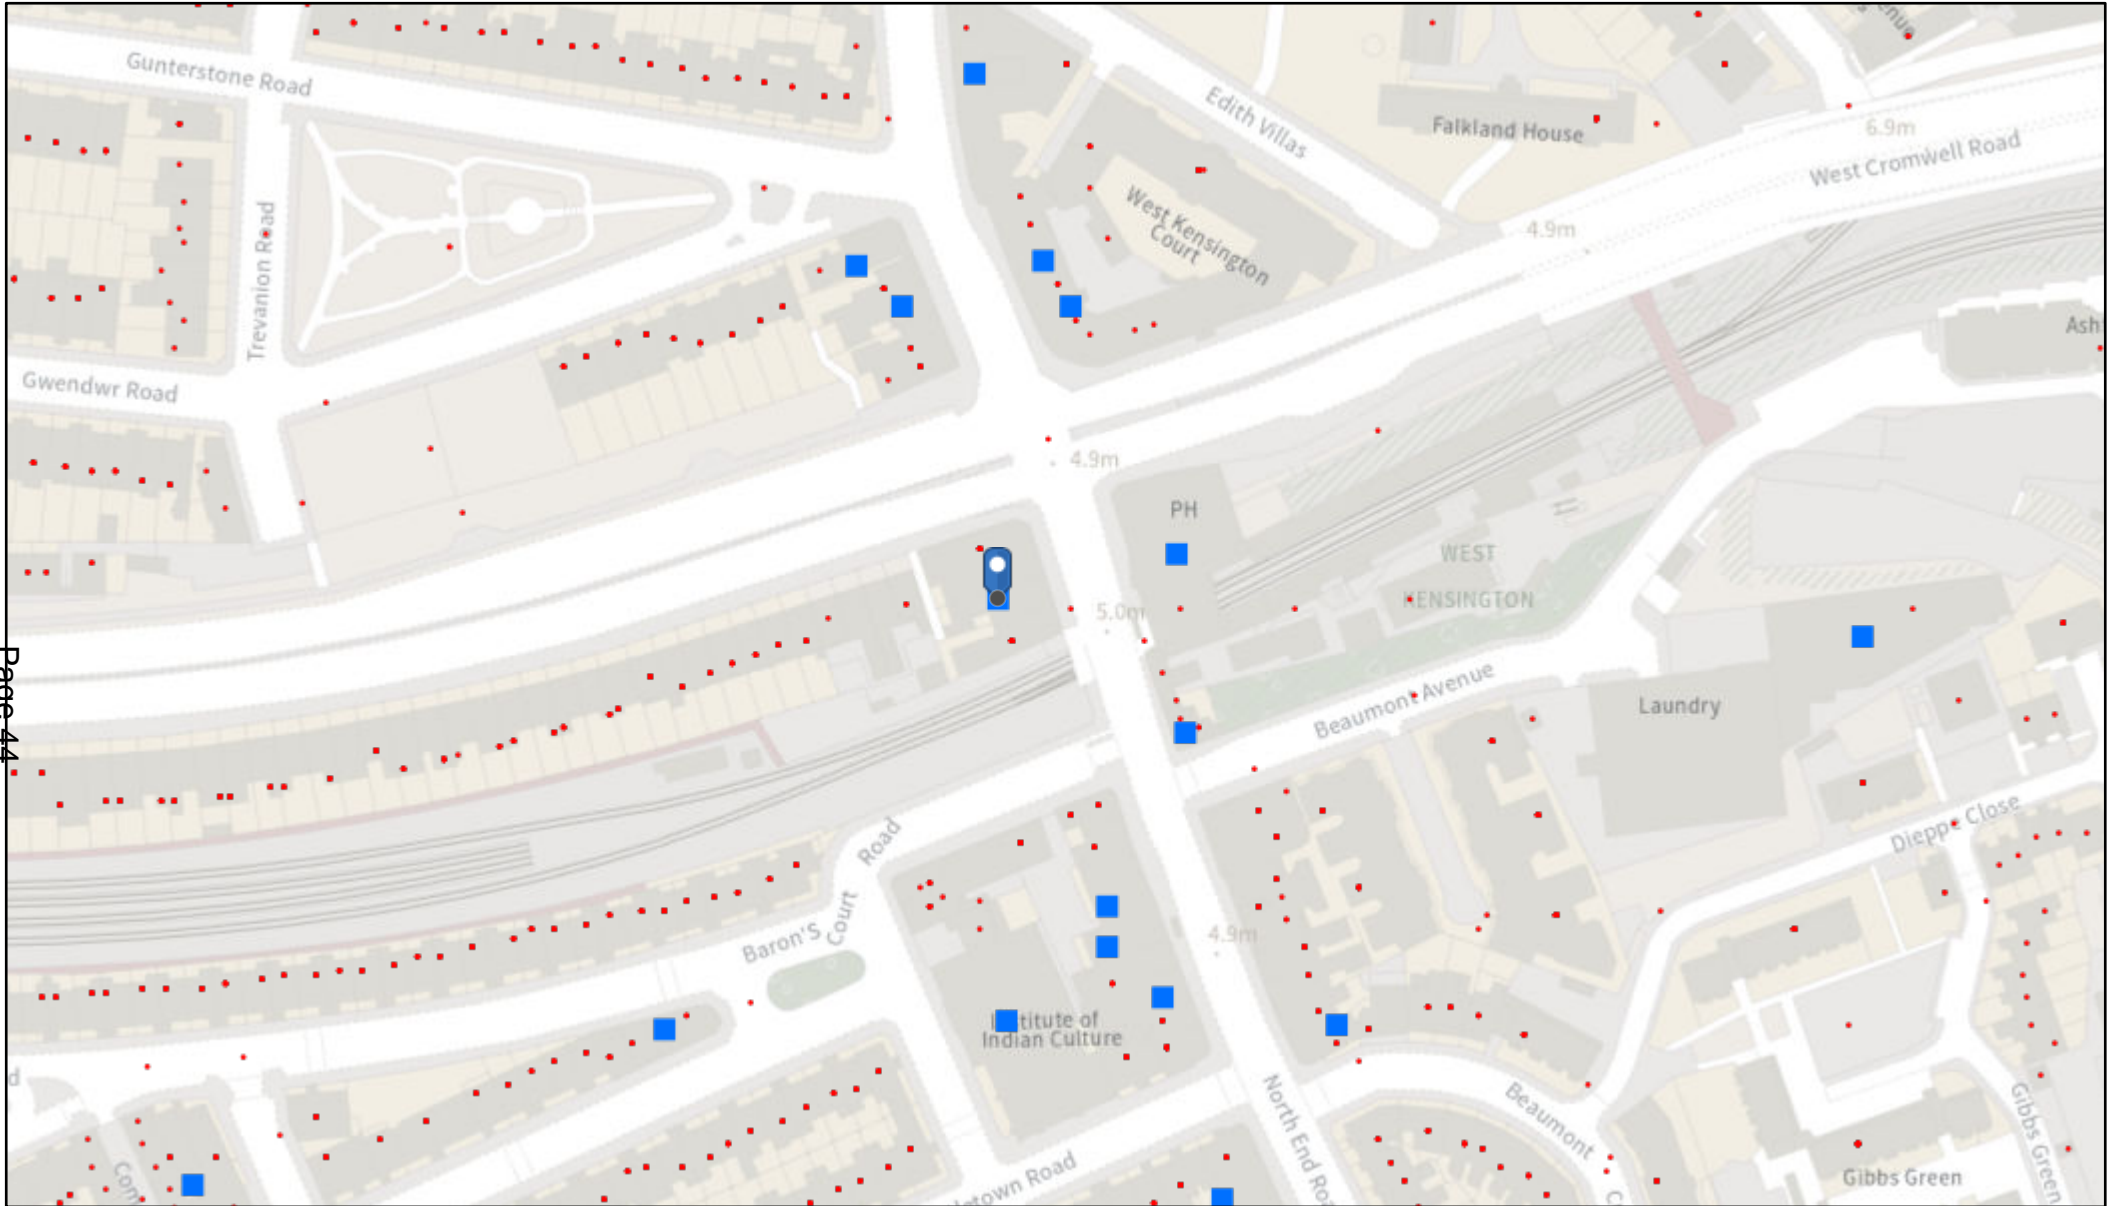 Gunterstone Road
Edith Villas
Falkland House
6.9m
West Cromwell Road
Trevanion Road
West Kensington
Court
4.9m
Gwendwr Road
4.9m
PH
WEST
KENSINGTON
5.0m
Page 44
Beaumont Avenue
Laundry
Dieppe Close
Baron'S Court Road
4.9m
Institute of
Indian Culture
North End Roa
Beaumont
Gibbs Green
Gibbs Green